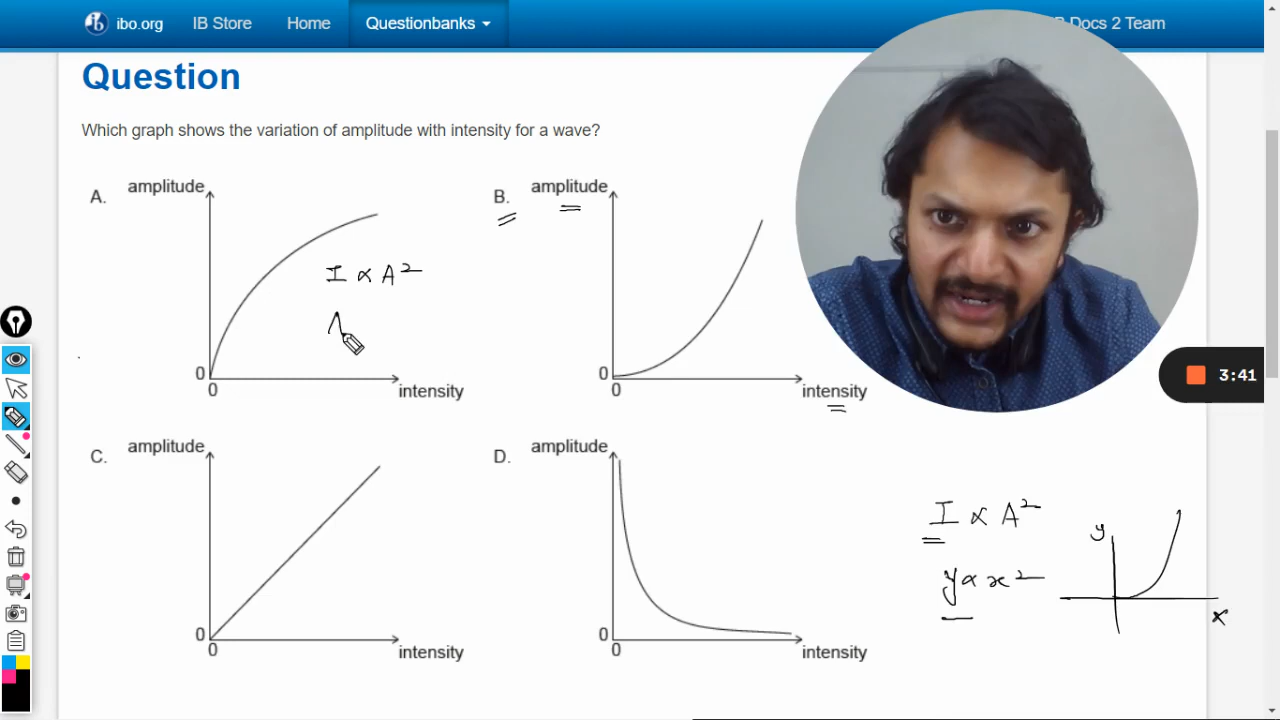 ibo.org IB Store Home Questionbanks Docs 2 Team
Question
Which graph shows the variation of amplitude with intensity for a wave?
A. amplitude
I ∝ A²
0
0
intensity
B. amplitude
0
0
intensity
3:41
C. amplitude
0
0
intensity
D. amplitude
0
0
intensity
I ∝ A²
y ∝ x²
y
x